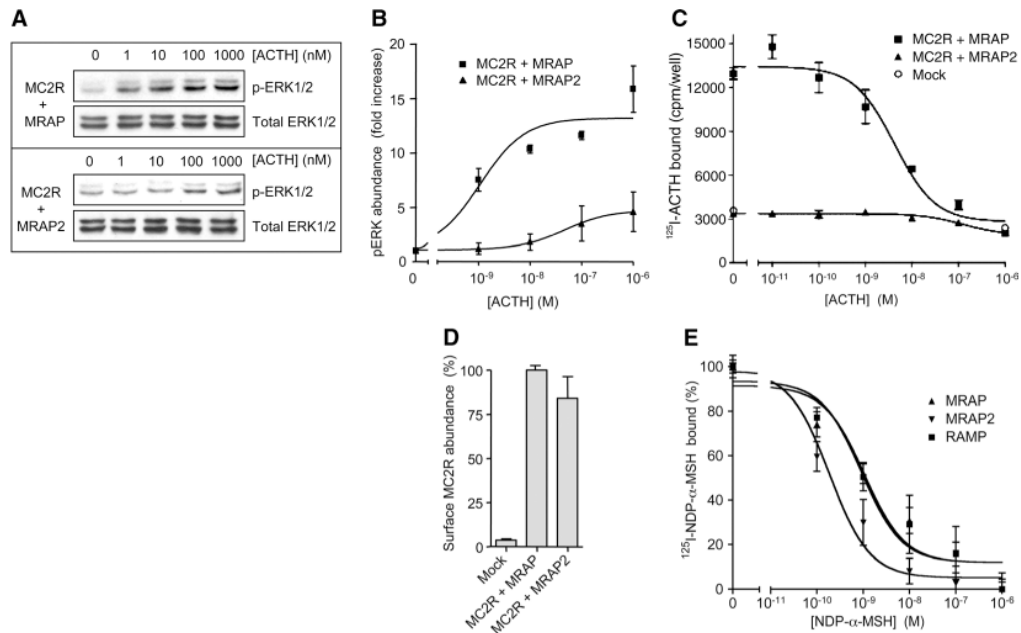 A
0 1 10 100 1000 [ACTH] (nM)
MC2R
+
MRAP
p-ERK1/2
Total ERK1/2
0 1 10 100 1000 [ACTH] (nM)
MC2R
+
MRAP2
p-ERK1/2
Total ERK1/2
B
pERK abundance (fold increase)
20
15
10
5
0
MC2R + MRAP
MC2R + MRAP2
0 10⁻⁹ 10⁻⁸ 10⁻⁷ 10⁻⁶
[ACTH] (M)
C
¹²⁵I-ACTH bound (cpm/well)
15000
12000
9000
6000
3000
0
MC2R + MRAP
MC2R + MRAP2
Mock
0 10⁻¹¹ 10⁻¹⁰ 10⁻⁹ 10⁻⁸ 10⁻⁷ 10⁻⁶
[ACTH] (M)
D
Surface MC2R abundance (%)
100
75
50
25
0
Mock
MC2R + MRAP
MC2R + MRAP2
E
¹²⁵I-NDP-α-MSH bound (%)
100
80
60
40
20
0
MRAP
MRAP2
RAMP
0 10⁻¹¹ 10⁻¹⁰ 10⁻⁹ 10⁻⁸ 10⁻⁷ 10⁻⁶
[NDP-α-MSH] (M)